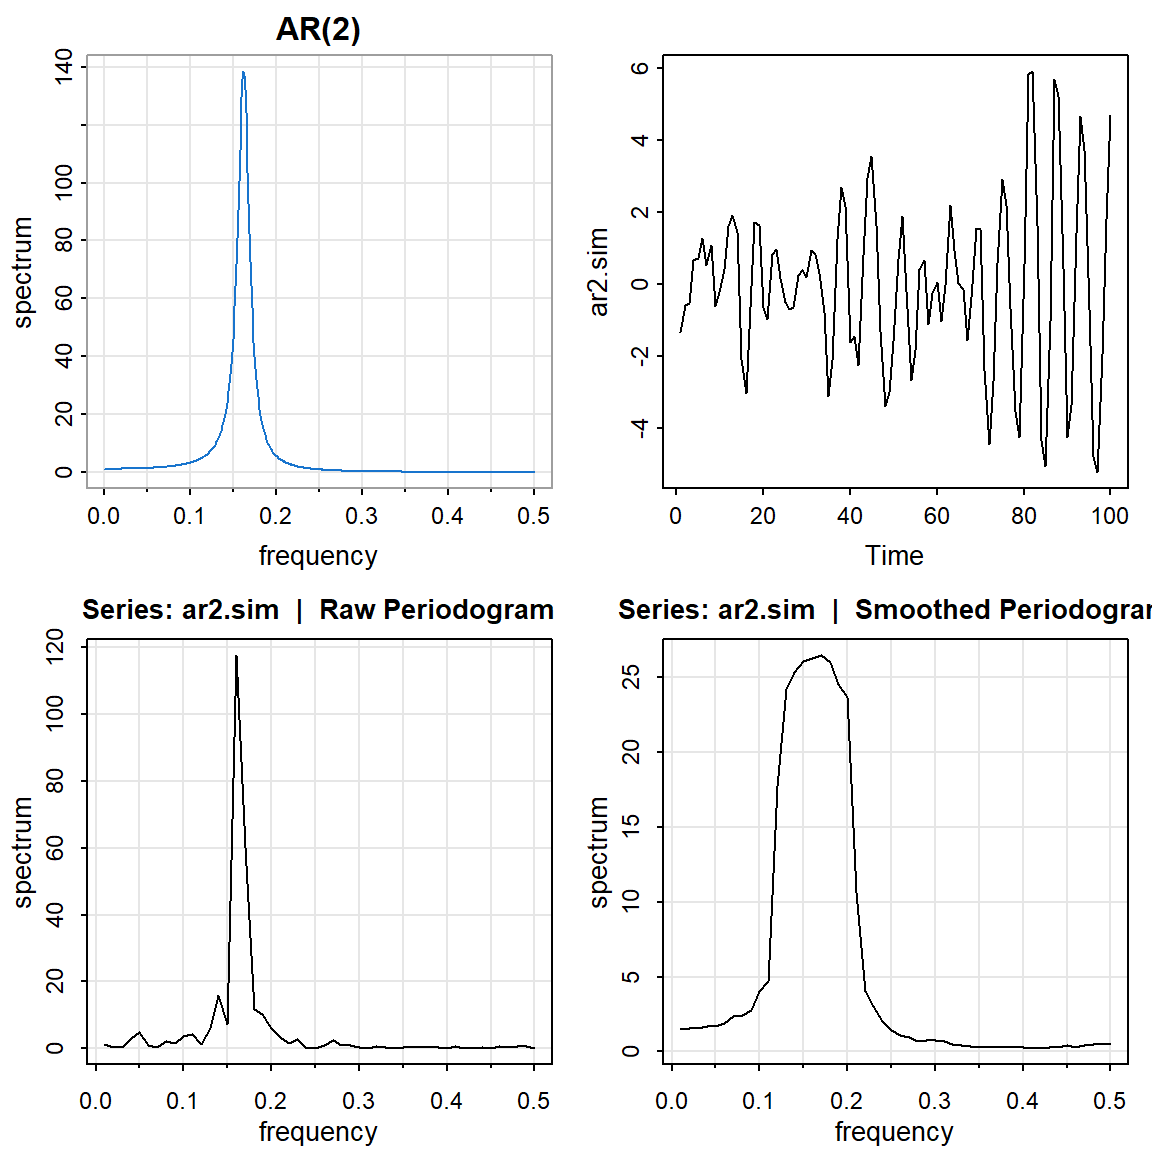 AR(2)
spectrum
0 20 40 60 80 100 140
0.0 0.1 0.2 0.3 0.4 0.5
frequency
ar2.sim
-4 -2 0 2 4 6
0 20 40 60 80 100
Time
Series: ar2.sim | Raw Periodogram
spectrum
0 20 40 60 80 100 120
0.0 0.1 0.2 0.3 0.4 0.5
frequency
Series: ar2.sim | Smoothed Periodogra
spectrum
0 5 10 15 20 25
0.0 0.1 0.2 0.3 0.4 0.5
frequency